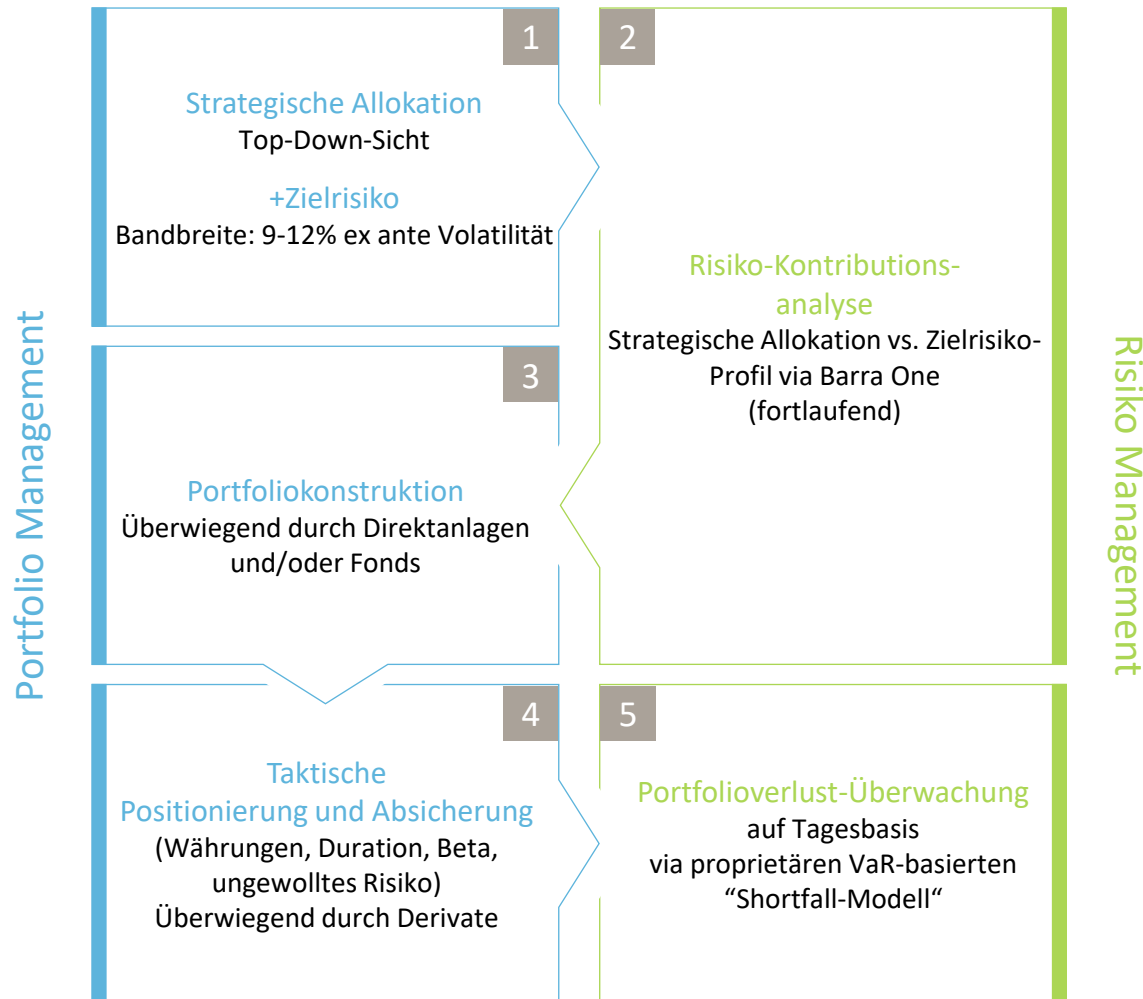 Portfolio Management
1
Strategische Allokation
Top-Down-Sicht
+Zielrisiko
Bandbreite: 9-12% ex ante Volatilität
2
Risiko-Kontributions-
analyse
Strategische Allokation vs. Zielrisiko-
Profil via Barra One
(fortlaufend)
3
Portfoliokonstruktion
Überwiegend durch Direktanlagen
und/oder Fonds
4
Taktische
Positionierung und Absicherung
(Währungen, Duration, Beta,
ungewolltes Risiko)
Überwiegend durch Derivate
5
Portfolioverlust-Überwachung
auf Tagesbasis
via proprietären VaR-basierten
“Shortfall-Modell“
Risiko Management